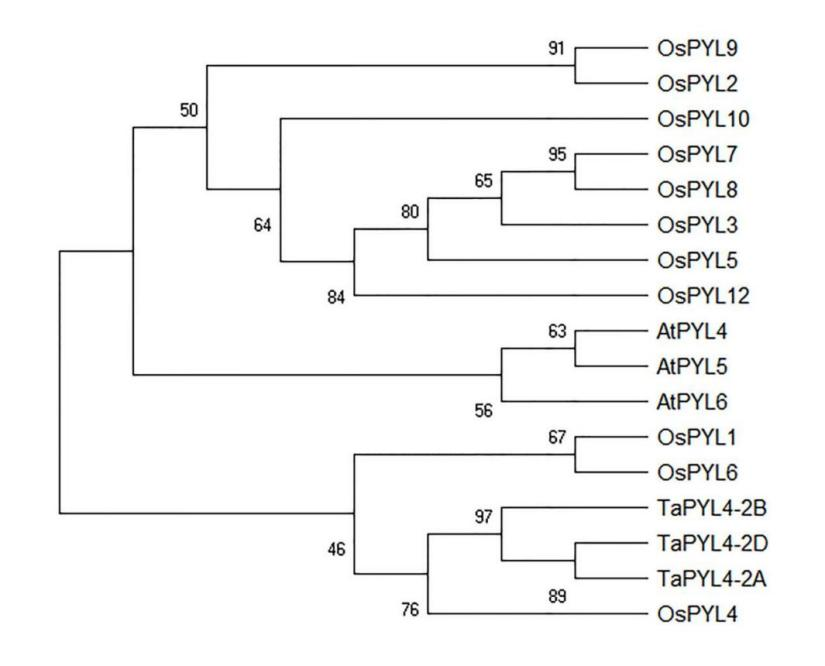 91 OsPYL9
OsPYL2
50
OsPYL10
95 OsPYL7
65
OsPYL8
80
64
OsPYL3
OsPYL5
84 OsPYL12
63 AtPYL4
AtPYL5
56 AtPYL6
67 OsPYL1
OsPYL6
97 TaPYL4-2B
46
TaPYL4-2D
TaPYL4-2A
89
76 OsPYL4